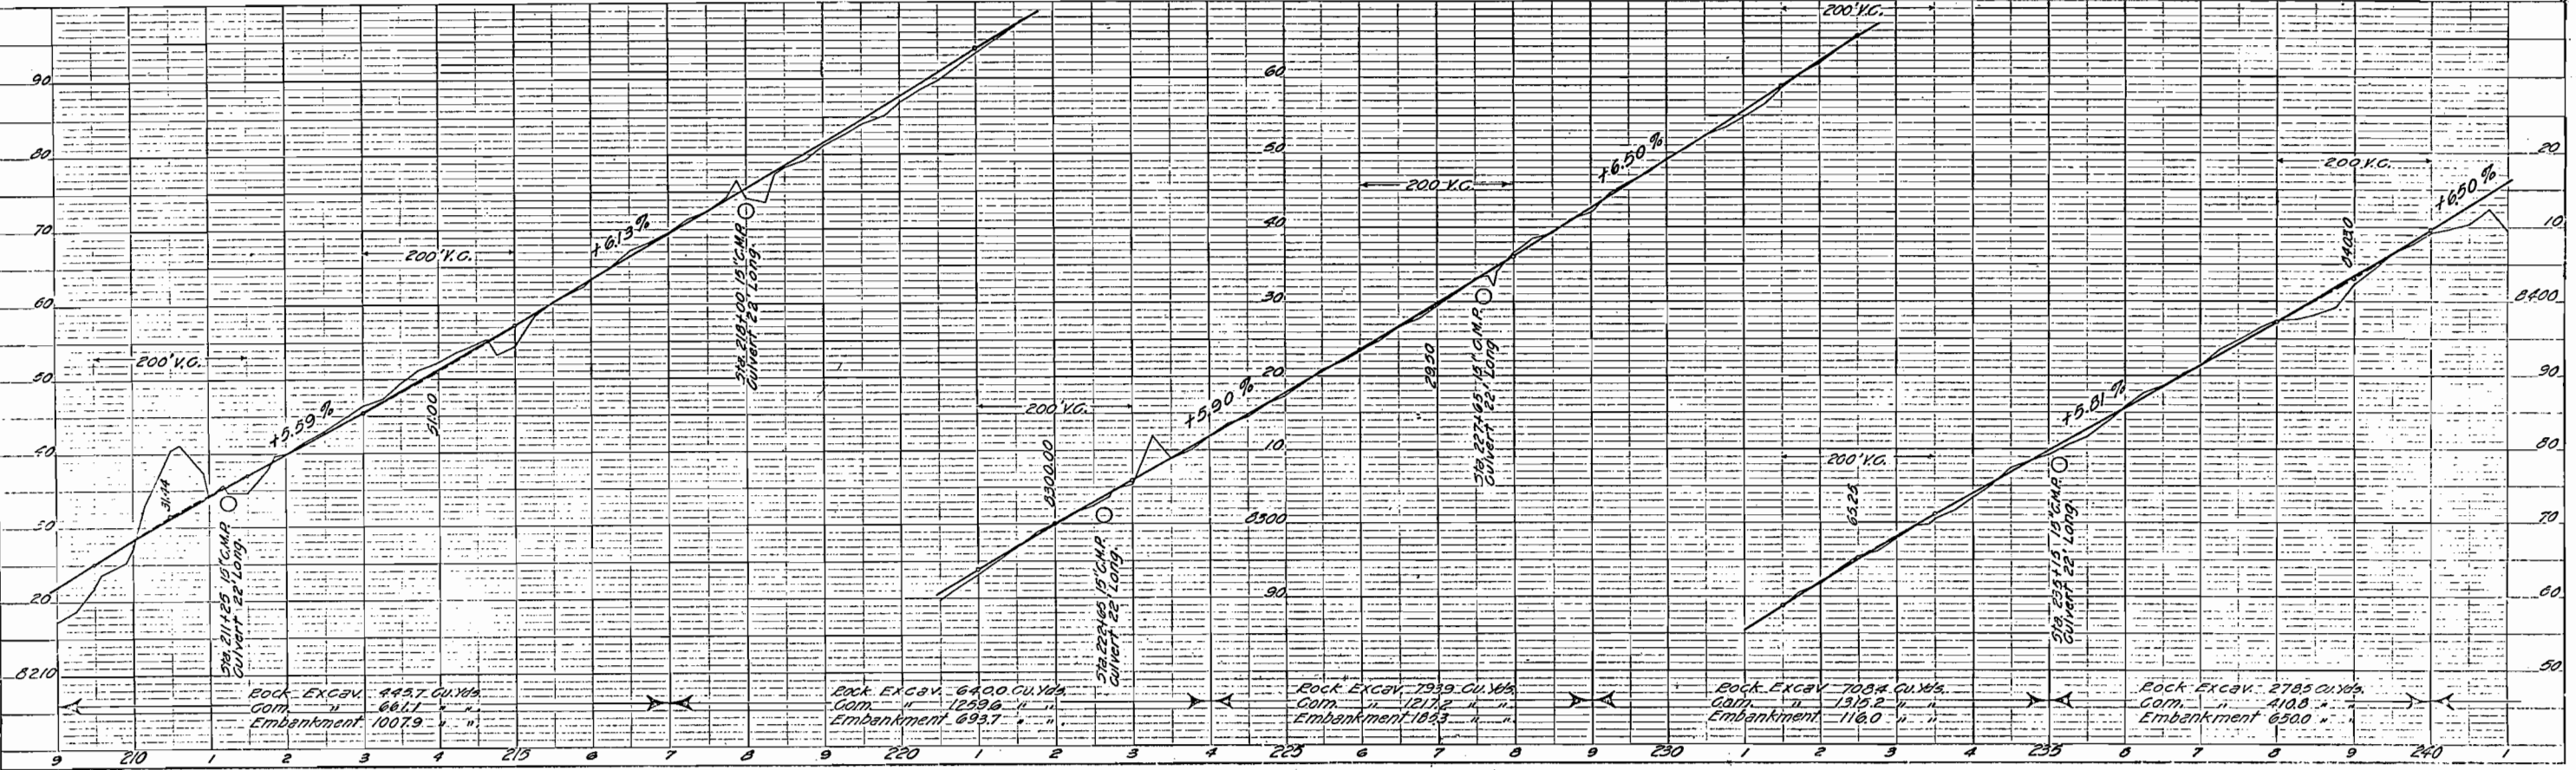 200' V.C.
90
60
80
50
+6.50 %
20
200 V.C.
200 V.C.
+6.50 %
70
+6.13 %
200' V.C.
40
10
84030
Sta. 218+00 15" C.M.P.
Culvert 22' Long.
60
30
8400
200' V.C.
50
51.00
20
29.50
Sta. 227+65 15" C.M.P.
Culvert 22' Long
90
+5.59 %
200' V.C.
+5.90 %
+5.81 %
40
31.44
10
80
200' V.C.
8300.00
65.25
30
8300
70
Sta. 211+25 15" C.M.P.
Culvert 22' Long.
Sta. 222+65 15" C.M.P.
Culvert 22' Long.
Sta. 235+15 15" C.M.P.
Culvert 22' Long.
20
90
60
8210
50
Rock Excav. 445.7 Cu. Yds.
Com. " 661.1 " "
Embankment 1007.9 " "
Rock Excav. 640.0 Cu. Yds.
Com. " 1259.6 " "
Embankment 693.7 " "
Rock Excav. 793.9 Cu. Yds.
Com. " 1217.2 " "
Embankment 185.3 " "
Rock Excav 708.4 Cu. Yds.
Com. " 1315.2 " "
Embankment 116.0 " "
Rock Excav. 278.5 Cu. Yds.
Com. " 410.8 " "
Embankment 650.0 " "
9 210 1 2 3 4 215 6 7 8 9 220 1 2 3 4 225 6 7 8 9 230 1 2 3 4 235 6 7 8 9 240 1